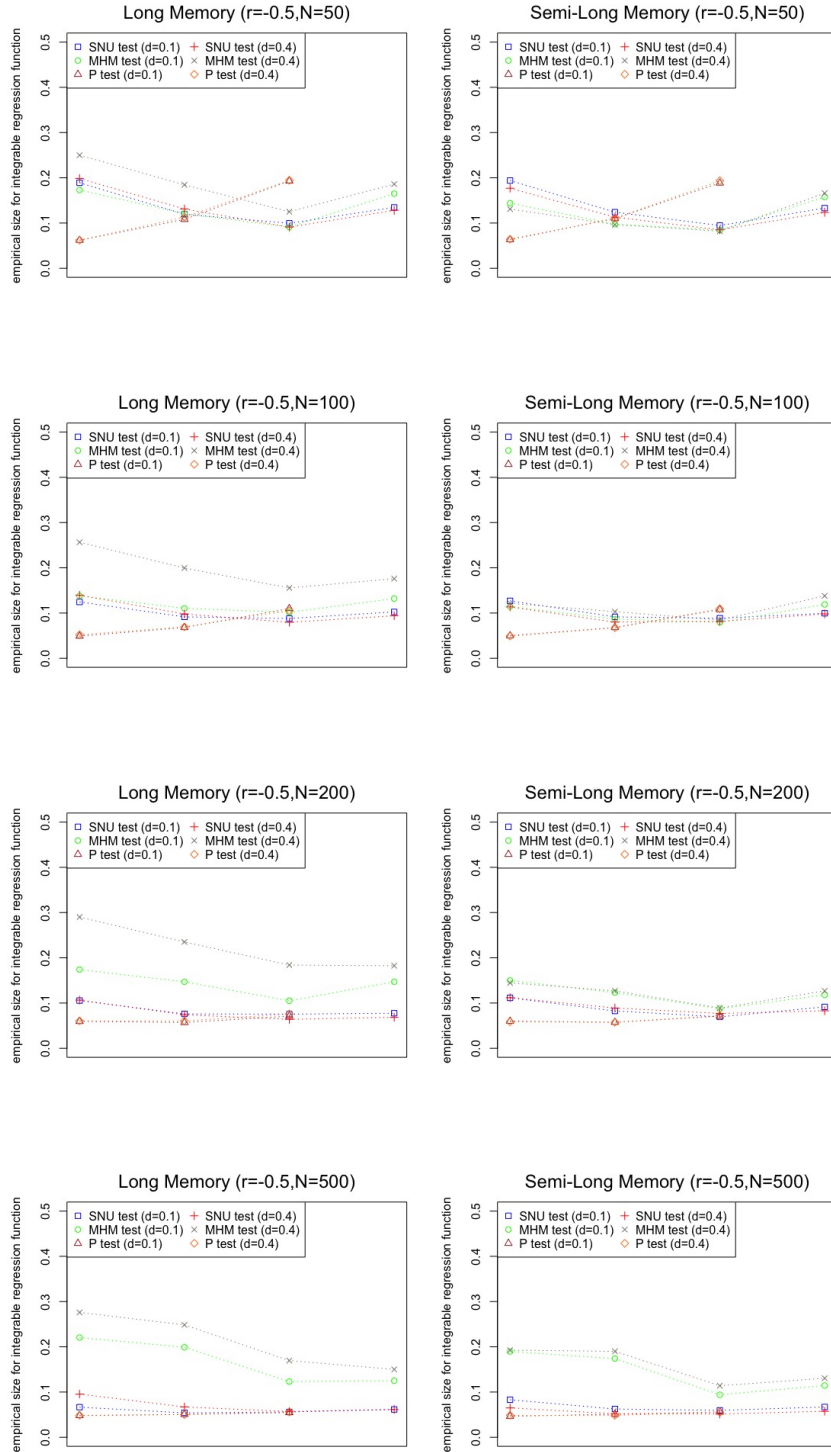 Long Memory (r=-0.5,N=50)
empirical size for integrable regression function
0.0 0.1 0.2 0.3 0.4 0.5
SNU test (d=0.1) SNU test (d=0.4)
MHM test (d=0.1) MHM test (d=0.4)
P test (d=0.1) P test (d=0.4)
Semi-Long Memory (r=-0.5,N=50)
empirical size for integrable regression function
0.0 0.1 0.2 0.3 0.4 0.5
SNU test (d=0.1) SNU test (d=0.4)
MHM test (d=0.1) MHM test (d=0.4)
P test (d=0.1) P test (d=0.4)
Long Memory (r=-0.5,N=100)
empirical size for integrable regression function
0.0 0.1 0.2 0.3 0.4 0.5
SNU test (d=0.1) SNU test (d=0.4)
MHM test (d=0.1) MHM test (d=0.4)
P test (d=0.1) P test (d=0.4)
Semi-Long Memory (r=-0.5,N=100)
empirical size for integrable regression function
0.0 0.1 0.2 0.3 0.4 0.5
SNU test (d=0.1) SNU test (d=0.4)
MHM test (d=0.1) MHM test (d=0.4)
P test (d=0.1) P test (d=0.4)
Long Memory (r=-0.5,N=200)
empirical size for integrable regression function
0.0 0.1 0.2 0.3 0.4 0.5
SNU test (d=0.1) SNU test (d=0.4)
MHM test (d=0.1) MHM test (d=0.4)
P test (d=0.1) P test (d=0.4)
Semi-Long Memory (r=-0.5,N=200)
empirical size for integrable regression function
0.0 0.1 0.2 0.3 0.4 0.5
SNU test (d=0.1) SNU test (d=0.4)
MHM test (d=0.1) MHM test (d=0.4)
P test (d=0.1) P test (d=0.4)
Long Memory (r=-0.5,N=500)
empirical size for integrable regression function
0.0 0.1 0.2 0.3 0.4 0.5
SNU test (d=0.1) SNU test (d=0.4)
MHM test (d=0.1) MHM test (d=0.4)
P test (d=0.1) P test (d=0.4)
Semi-Long Memory (r=-0.5,N=500)
empirical size for integrable regression function
0.0 0.1 0.2 0.3 0.4 0.5
SNU test (d=0.1) SNU test (d=0.4)
MHM test (d=0.1) MHM test (d=0.4)
P test (d=0.1) P test (d=0.4)